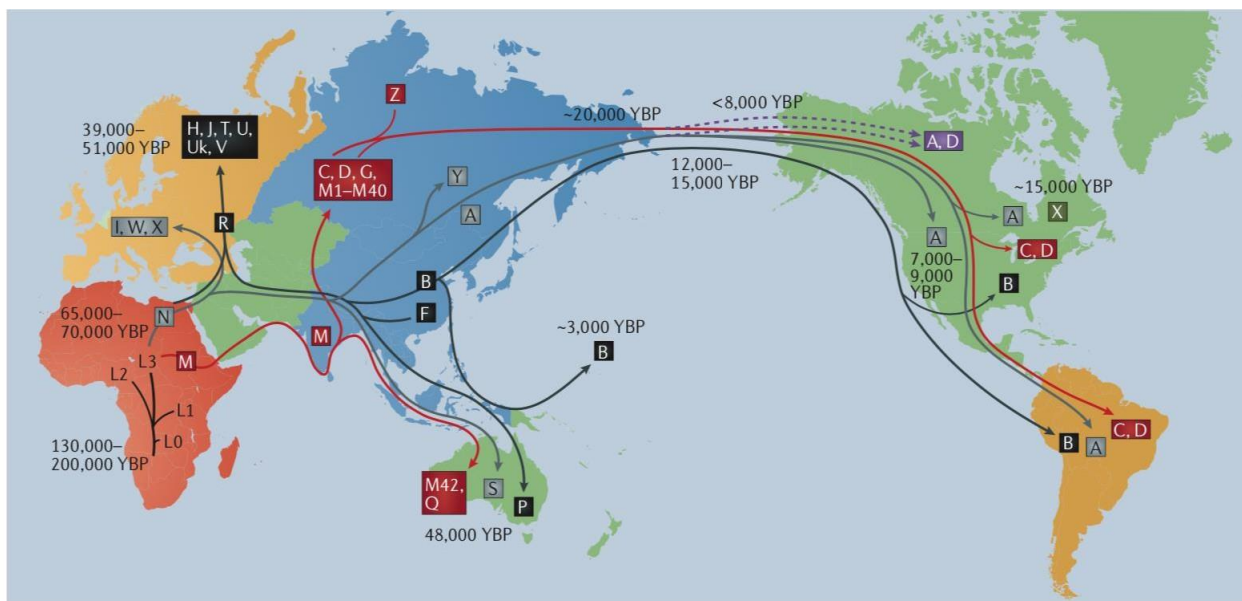 39,000–
51,000 YBP
H, J, T, U,
Uk, V
Z
~20,000 YBP
<8,000 YBP
A, D
C, D, G,
M1–M40
Y
A
12,000–
15,000 YBP
~15,000 YBP
X
A
I, W, X
R
A
C, D
7,000–
9,000
YBP
B
B
F
65,000–
70,000 YBP
N
M
~3,000 YBP
B
M
L3
L2
L1
L0
130,000–
200,000 YBP
C, D
B
A
M42,
Q
S
P
48,000 YBP